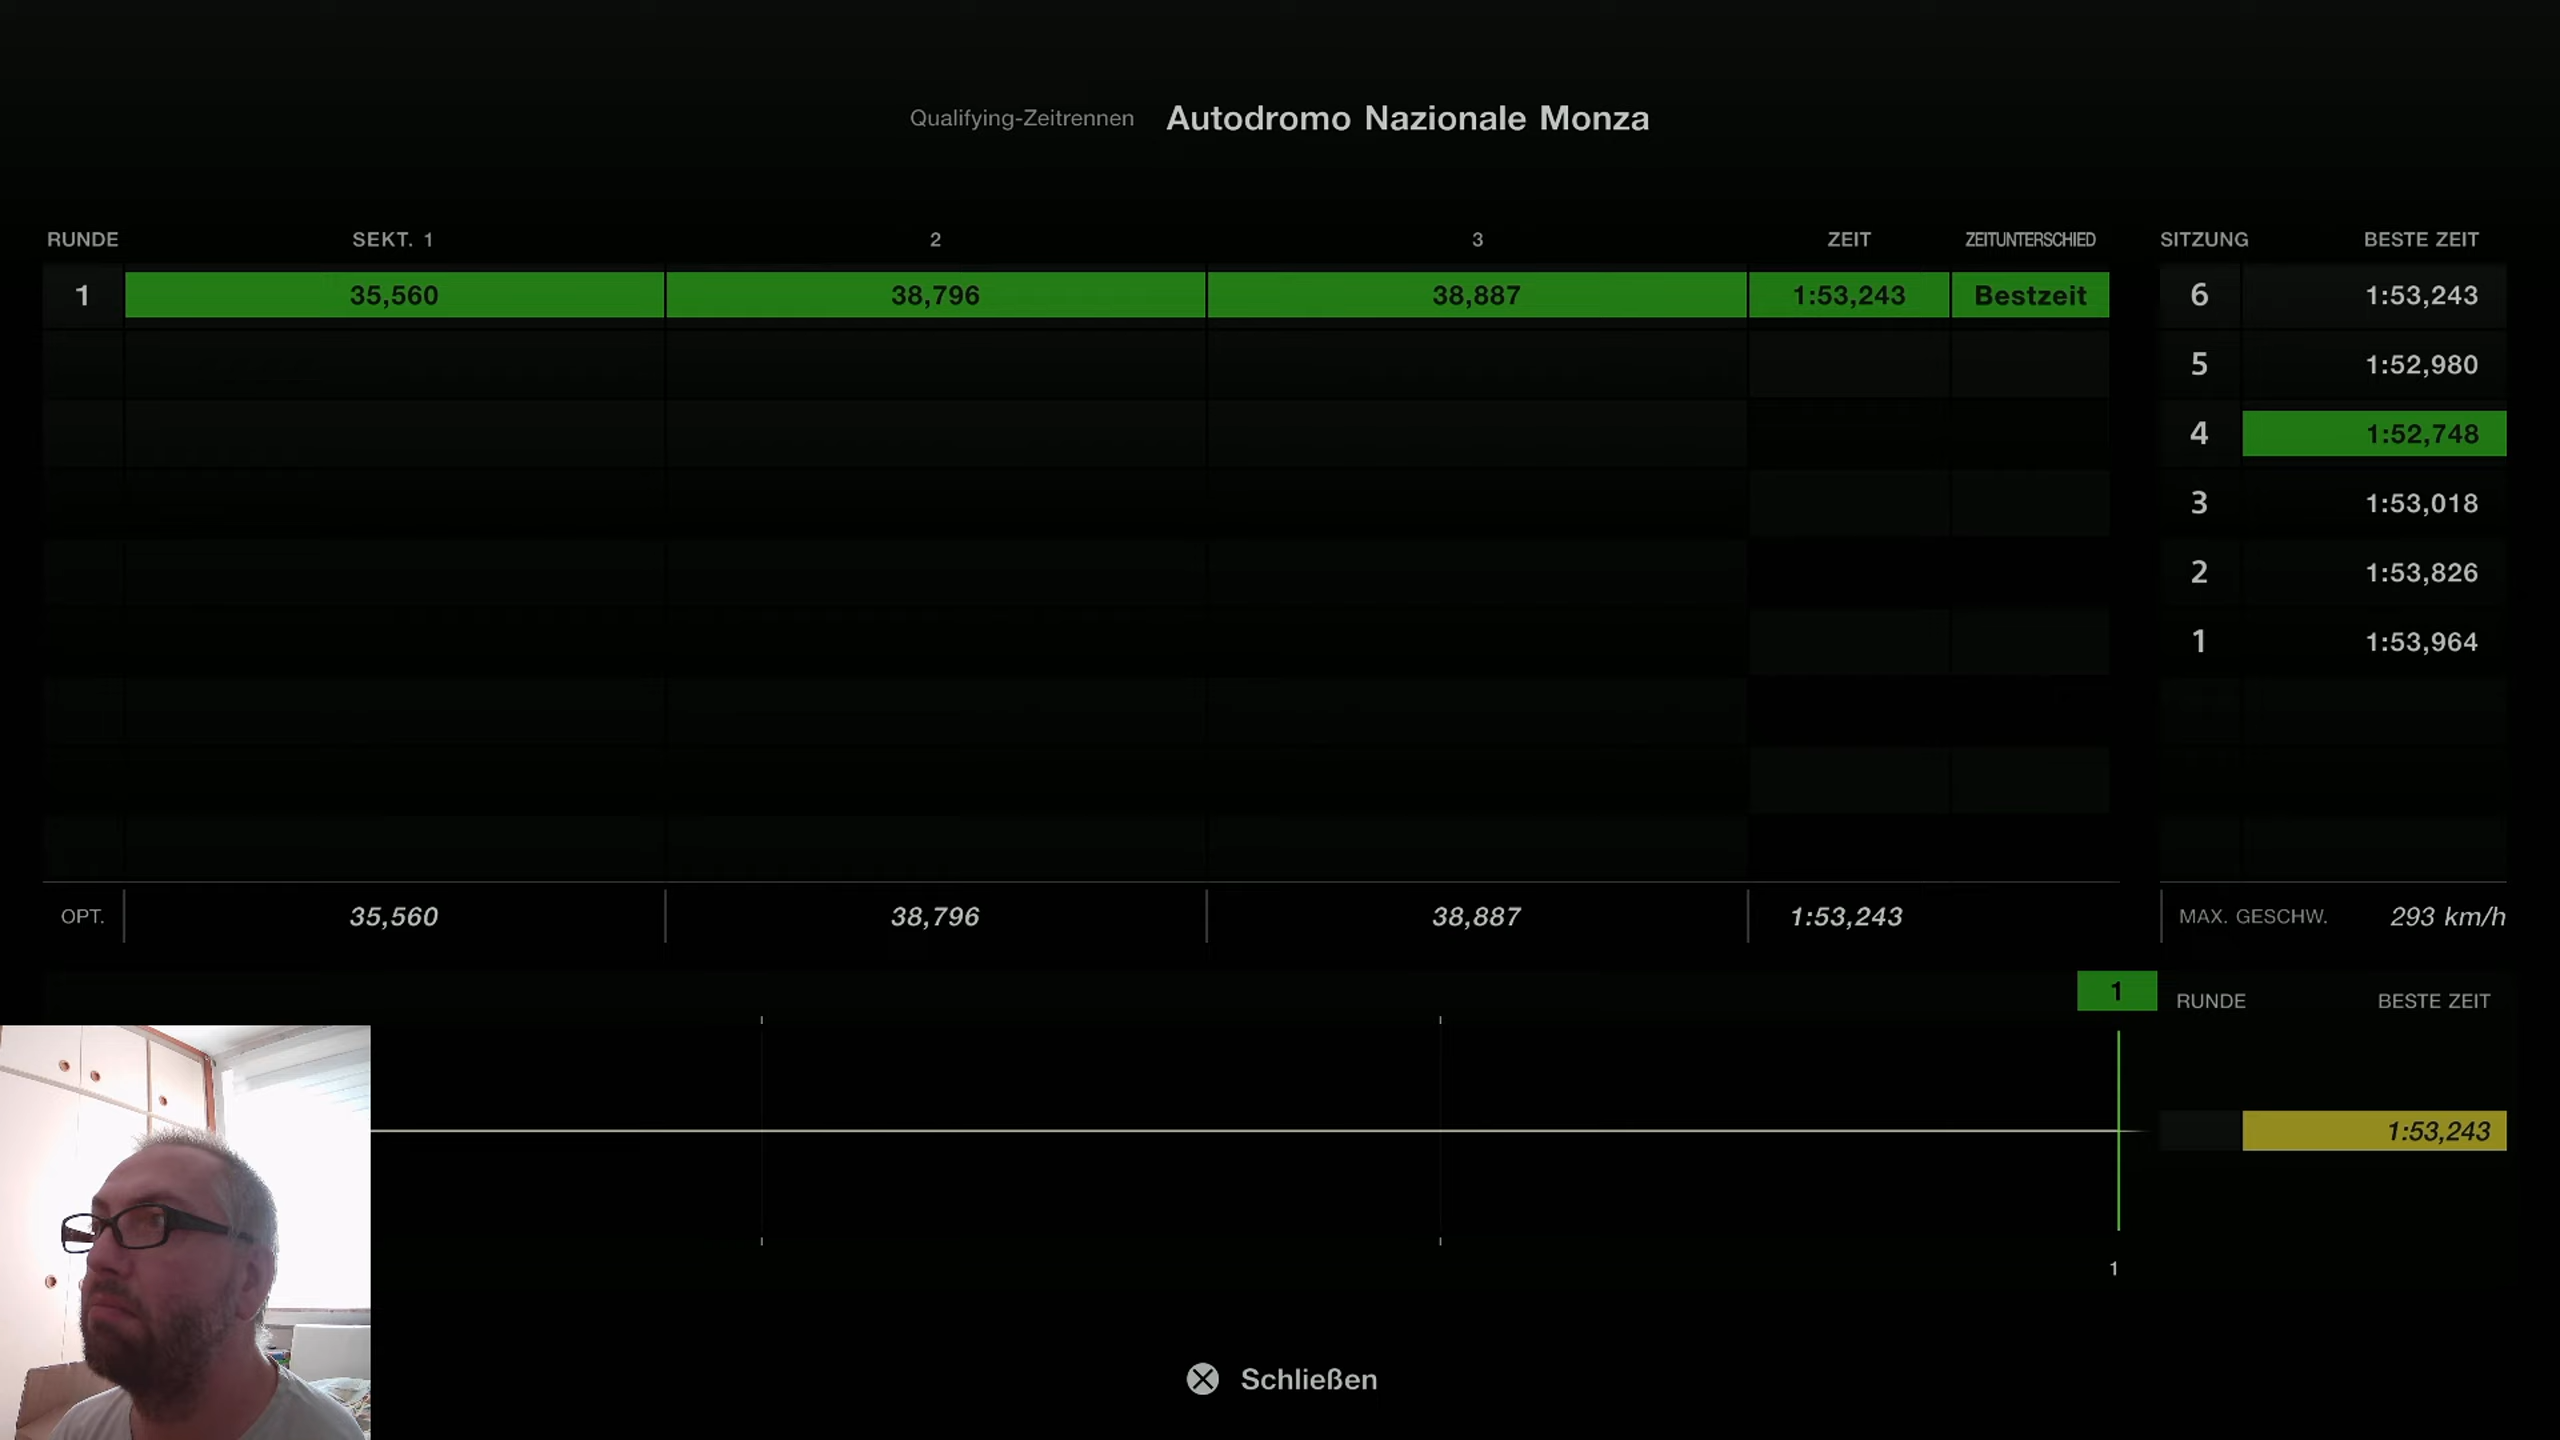 Qualifying-Zeitrennen Autodromo Nazionale Monza
RUNDE SEKT. 1 2 3 ZEIT ZEITUNTERSCHIED SITZUNG BESTE ZEIT
1 35,560 38,796 38,887 1:53,243 Bestzeit 6 1:53,243
5 1:52,980
4 1:52,748
3 1:53,018
2 1:53,826
1 1:53,964
OPT. 35,560 38,796 38,887 1:53,243 MAX. GESCHW. 293 km/h
1 RUNDE BESTE ZEIT
1:53,243
1
Schließen